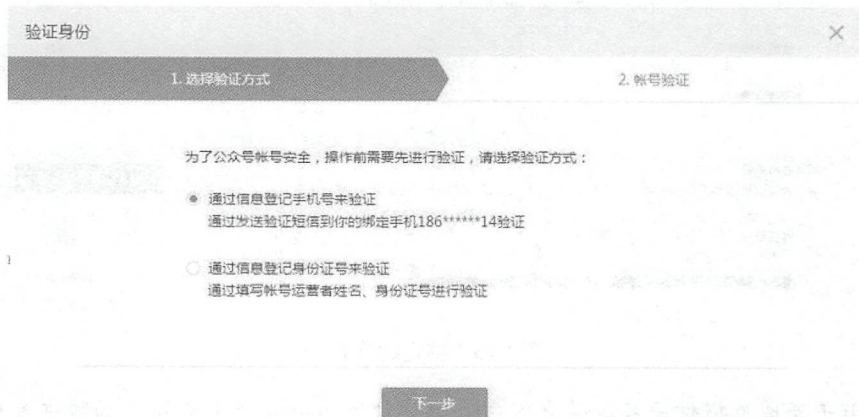 验证身份
1. 选择验证方式
2. 帐号验证
为了公众号帐号安全，操作前需要先进行验证，请选择验证方式：
通过信息登记手机号来验证
通过发送验证短信到你的绑定手机186******14验证
通过信息登记身份证号来验证
通过填写帐号运营者姓名、身份证号进行验证
下一步